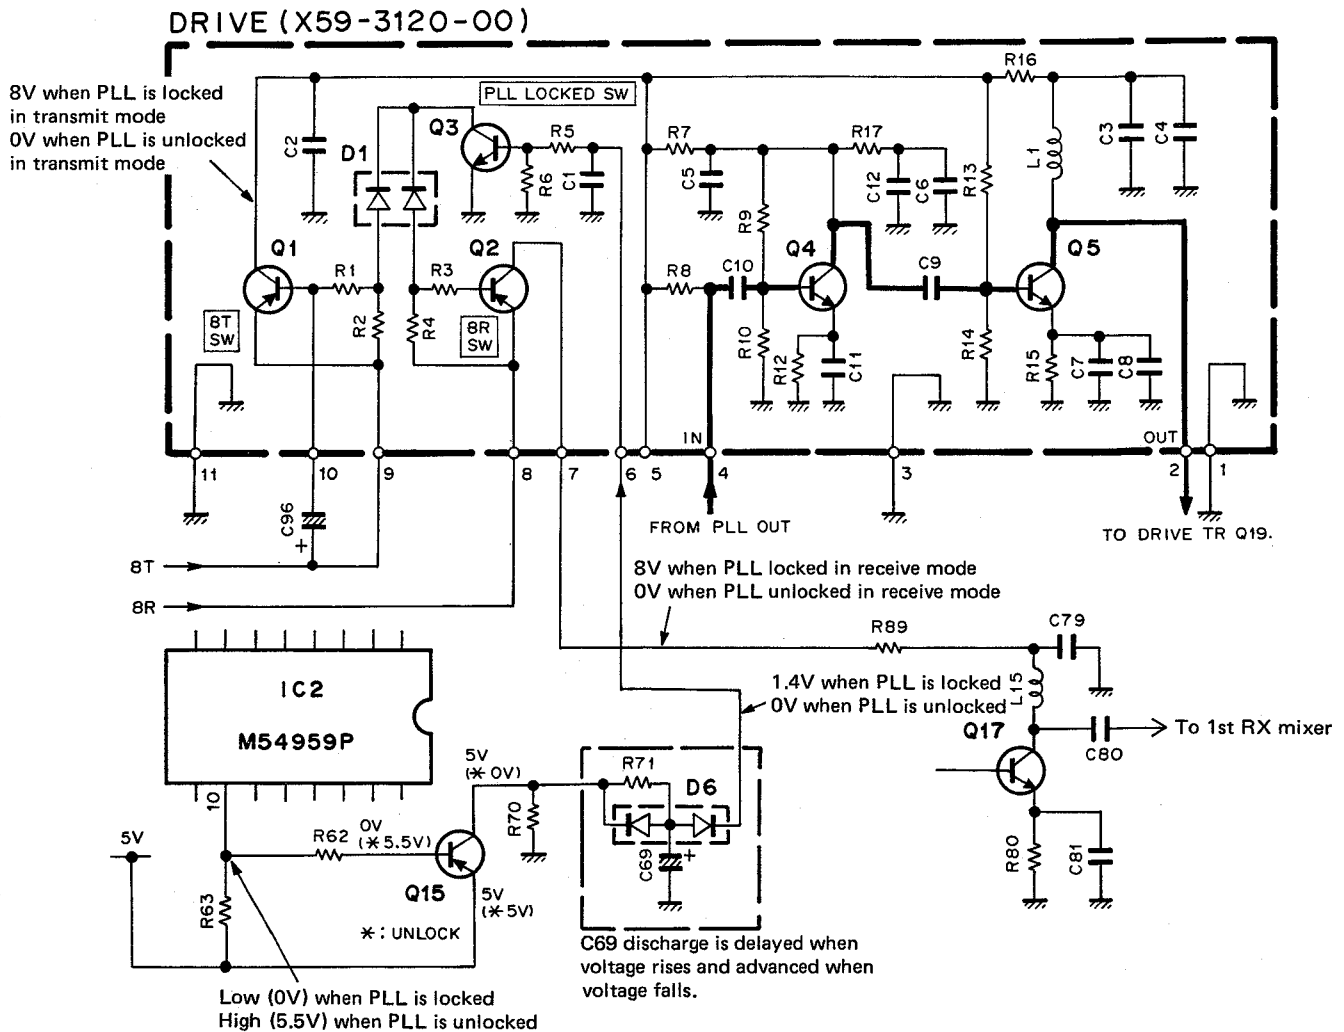 DRIVE (X59-3120-00)
8V when PLL is locked
in transmit mode
0V when PLL is unlocked
in transmit mode
PLL LOCKED SW
R16
C2
D1
Q3
R5
R6
C1
R7
C5
R17
C12
C6
R13
L1
C3
C4
R9
Q1
R1
R2
Q2
R3
R4
R8
C10
Q4
C9
Q5
8T
SW
8R
SW
R10
R12
C11
R14
R15
C7
C8
IN
OUT
11
10
9
8
7
6
5
4
3
2
1
C96
+
FROM PLL OUT
TO DRIVE TR Q19.
8T
8R
8V when PLL locked in receive mode
0V when PLL unlocked in receive mode
R89
C79
IC2
M54959P
1.4V when PLL is locked
0V when PLL is unlocked
L15
Q17
C80
To 1st RX mixer
10
5V
(* 0V)
R71
D6
R70
5V
R62
0V
(* 5.5V)
C69
+
R80
C81
R63
Q15
5V
(* 5V)
* : UNLOCK
C69 discharge is delayed when
voltage rises and advanced when
voltage falls.
Low (0V) when PLL is locked
High (5.5V) when PLL is unlocked